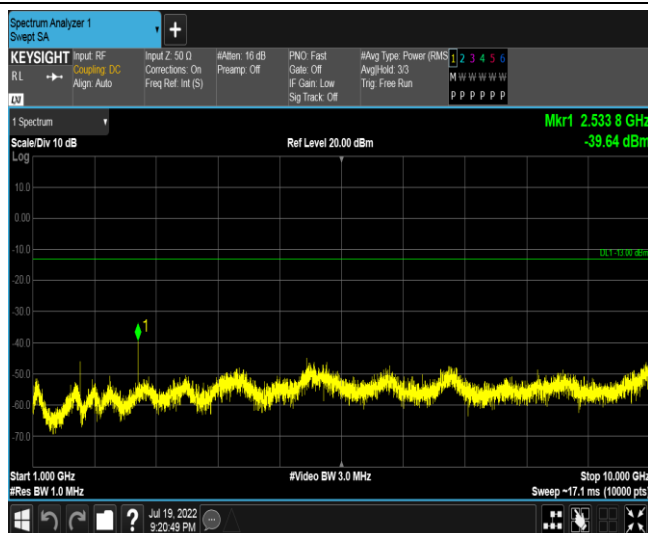 Spectrum Analyzer 1
Swept SA
KEYSIGHT
RL
Input: RF
Coupling: DC
Align: Auto
Input Z: 50 Ω
Corrections: On
Freq Ref: Int (S)
#Atten: 16 dB
Preamp: Off
PNO: Fast
Gate: Off
IF Gain: Low
Sig Track: Off
#Avg Type: Power (RMS
Avg|Hold: 3/3
Trig: Free Run
1 2 3 4 5 6
M W W W W W
P P P P P P
LXI
1 Spectrum
Mkr1 2.533 8 GHz
Scale/Div 10 dB
Ref Level 20.00 dBm
-39.64 dBm
Log
10.0
0.00
-10.0
DL1 -13.00 dBm
-20.0
-30.0
1
-40.0
-50.0
-60.0
-70.0
Start 1.000 GHz
#Video BW 3.0 MHz
Stop 10.000 GHz
#Res BW 1.0 MHz
Sweep ~17.1 ms (10000 pts)
?
Jul 19, 2022
9:20:49 PM